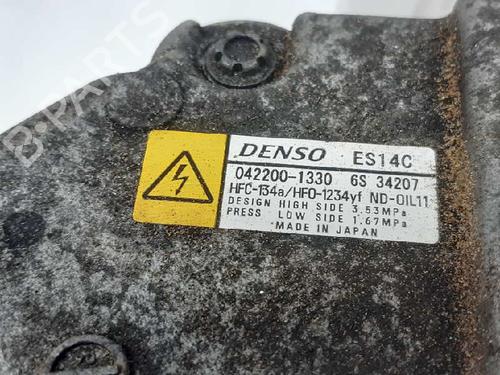 B-PARTS
DENSO ES14C
042200-1330 6S 34207
HFC-134a/HFO-1234yf ND-OIL11
DESIGN HIGH SIDE 3.53MPa
PRESS LOW SIDE 1.67MPa
MADE IN JAPAN